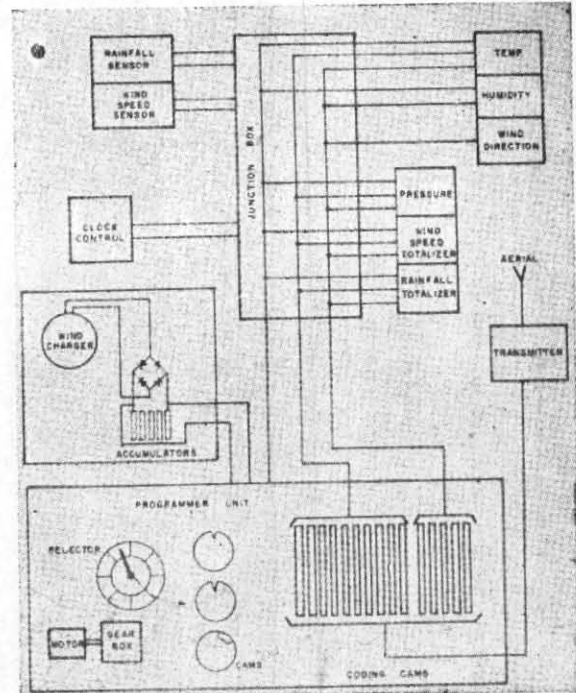 RAINFALL
SENSOR
WIND
SPEED
SENSOR
JUNCTION BOX
TEMP.
HUMIDITY
WIND
DIRECTION
CLOCK
CONTROL
PRESSURE
WIND
SPEED
TOTALIZER
RAINFALL
TOTALIZER
AERIAL
TRANSMITTER
WIND
CHARGER
ACCUMULATORS
PROGRAMMER UNIT
SELECTOR
MOTOR
GEAR
BOX
CAMS
CODING CAMS